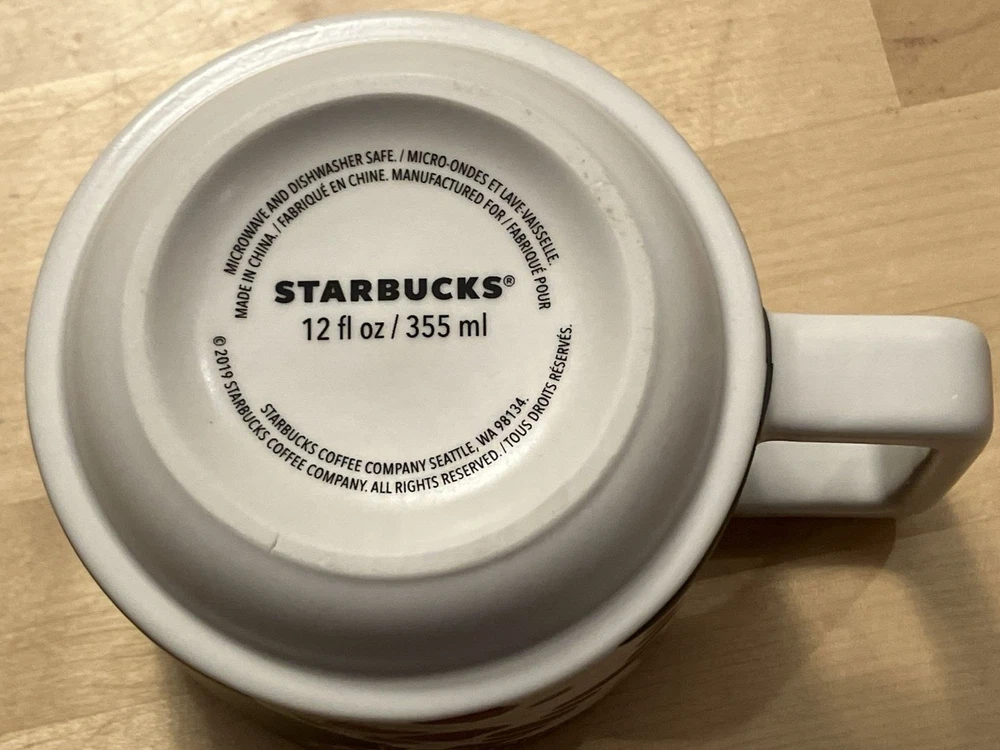 MICROWAVE AND DISHWASHER SAFE. / MICRO-ONDES ET LAVE-VAISSELLE.
MADE IN CHINA. / FABRIQUÉ EN CHINE. MANUFACTURED FOR / FABRIQUÉ POUR
STARBUCKS®
12 fl oz / 355 ml
STARBUCKS COFFEE COMPANY SEATTLE, WA 98134.
© 2019 STARBUCKS COFFEE COMPANY. ALL RIGHTS RESERVED. / TOUS DROITS RÉSERVÉS.